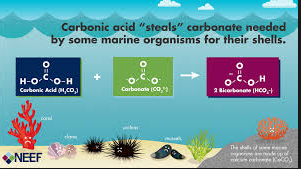 Carbonic acid "steals" carbonate needed
by some marine organisms for their shells.
O
C
H-O O-H
Carbonic Acid (H₂CO₃)
+
O
C
⁻O O⁻
Carbonate (CO₃²⁻)
O
C
⁻O O-H
2 Bicarbonate (HCO₃⁻)
coral
clams
urchins
mussels
The shells of some marine
organisms are made up of
calcium carbonate (CaCO₃).
NEEF